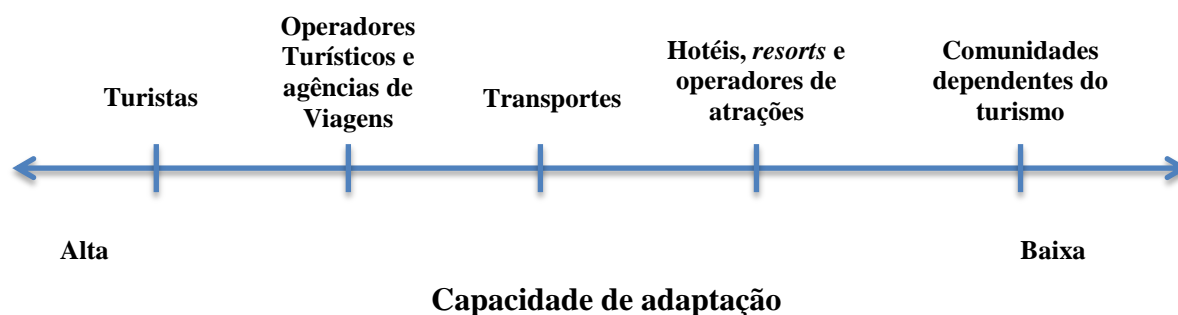 Turistas
Operadores
Turísticos e
agências de
Viagens
Transportes
Hotéis, resorts e
operadores de
atrações
Comunidades
dependentes do
turismo
Alta
Baixa
Capacidade de adaptação